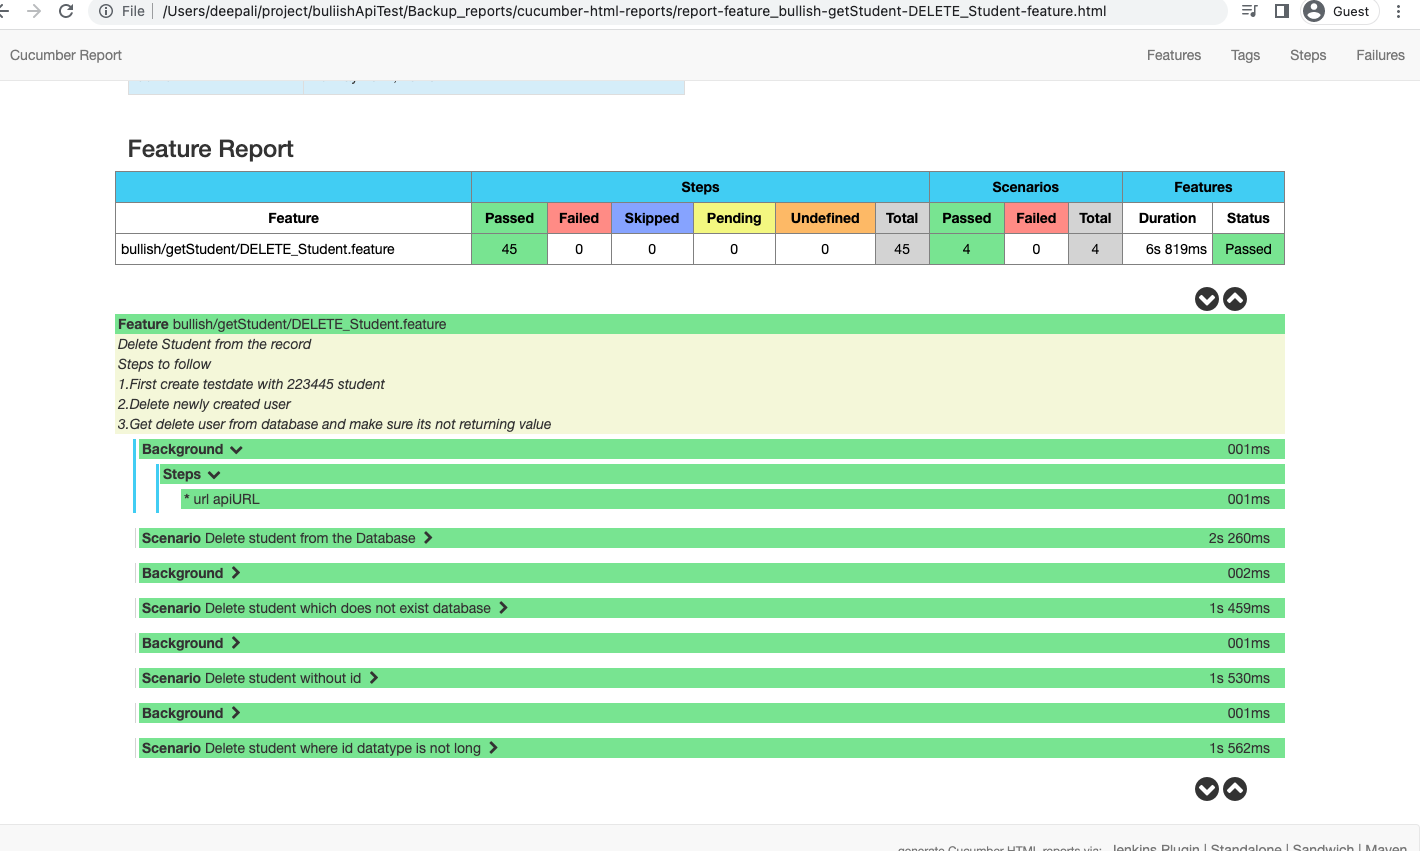 File /Users/deepali/project/buliishApiTest/Backup_reports/cucumber-html-reports/report-feature_bullish-getStudent-DELETE_Student-feature.html Guest
Cucumber Report Features Tags Steps Failures
Feature Report
Steps Scenarios Features
Feature Passed Failed Skipped Pending Undefined Total Passed Failed Total Duration Status
bullish/getStudent/DELETE_Student.feature 45 0 0 0 0 45 4 0 4 6s 819ms Passed
Feature bullish/getStudent/DELETE_Student.feature
Delete Student from the record
Steps to follow
1.First create testdate with 223445 student
2.Delete newly created user
3.Get delete user from database and make sure its not returning value
Background 001ms
Steps
* url apiURL 001ms
Scenario Delete student from the Database 2s 260ms
Background 002ms
Scenario Delete student which does not exist database 1s 459ms
Background 001ms
Scenario Delete student without id 1s 530ms
Background 001ms
Scenario Delete student where id datatype is not long 1s 562ms
generate Cucumber HTML reports via: Jenkins Plugin | Standalone | Sandwich | Maven